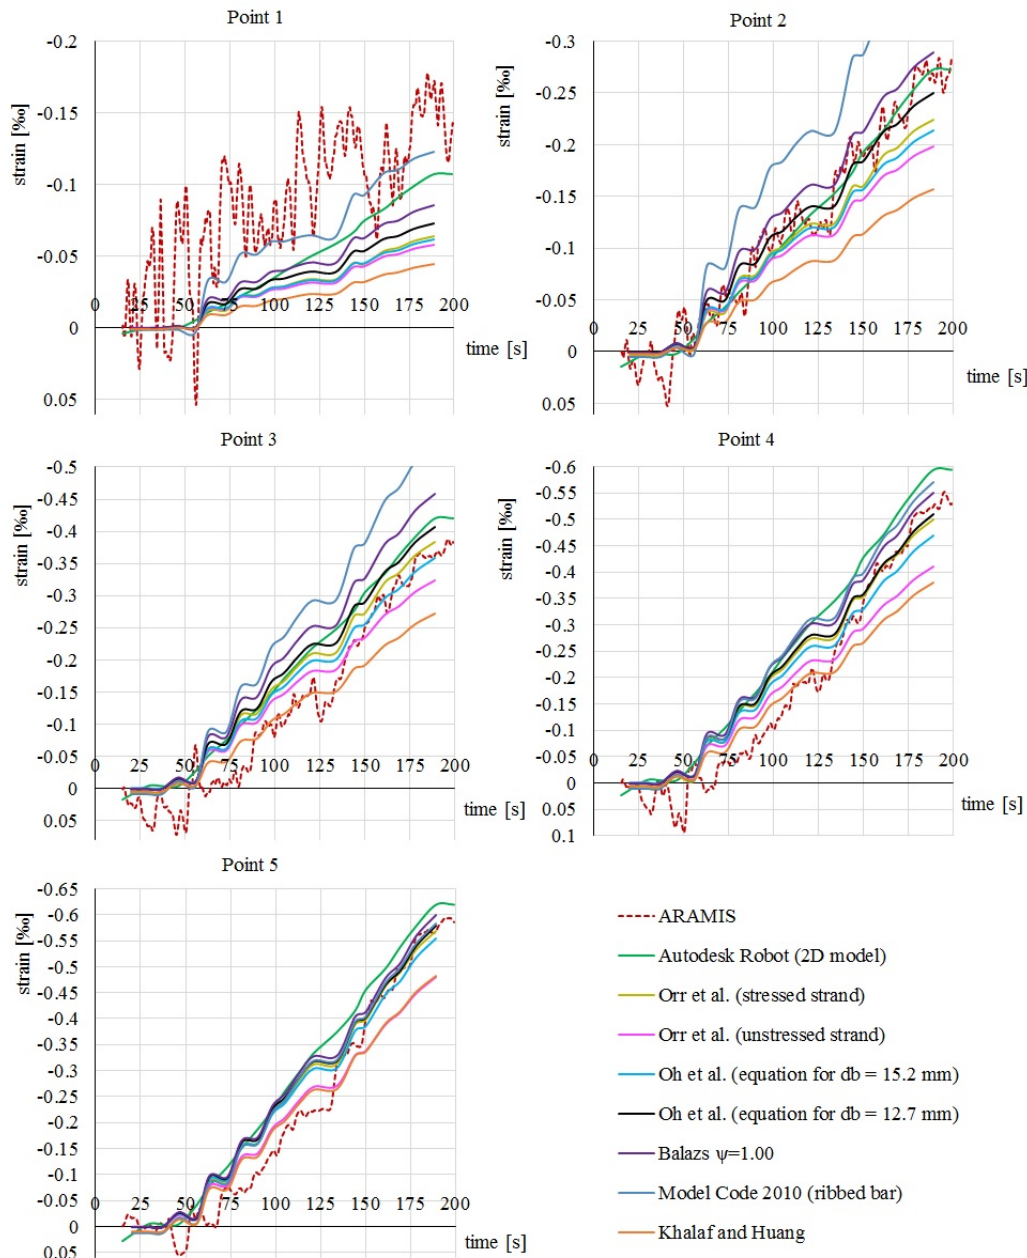 Point 1
-0.2
-0.15
-0.1
-0.05
0
0.05
strain [‰]
0 25 50 75 100 125 150 175 200
time [s]
Point 2
-0.3
-0.25
-0.2
-0.15
-0.1
-0.05
0
0.05
strain [‰]
0 25 50 75 100 125 150 175 200
time [s]
Point 3
-0.5
-0.45
-0.4
-0.35
-0.3
-0.25
-0.2
-0.15
-0.1
-0.05
0
0.05
strain [‰]
0 25 50 75 100 125 150 175 200
time [s]
Point 4
-0.6
-0.55
-0.5
-0.45
-0.4
-0.35
-0.3
-0.25
-0.2
-0.15
-0.1
-0.05
0
0.05
0.1
strain [‰]
0 25 50 75 100 125 150 175 200
time [s]
Point 5
-0.65
-0.6
-0.55
-0.5
-0.45
-0.4
-0.35
-0.3
-0.25
-0.2
-0.15
-0.1
-0.05
0
0.05
strain [‰]
0 25 50 75 100 125 150 175 200
time [s]
ARAMIS
Autodesk Robot (2D model)
Orr et al. (stressed strand)
Orr et al. (unstressed strand)
Oh et al. (equation for db = 15.2 mm)
Oh et al. (equation for db = 12.7 mm)
Balazs ψ=1.00
Model Code 2010 (ribbed bar)
Khalaf and Huang